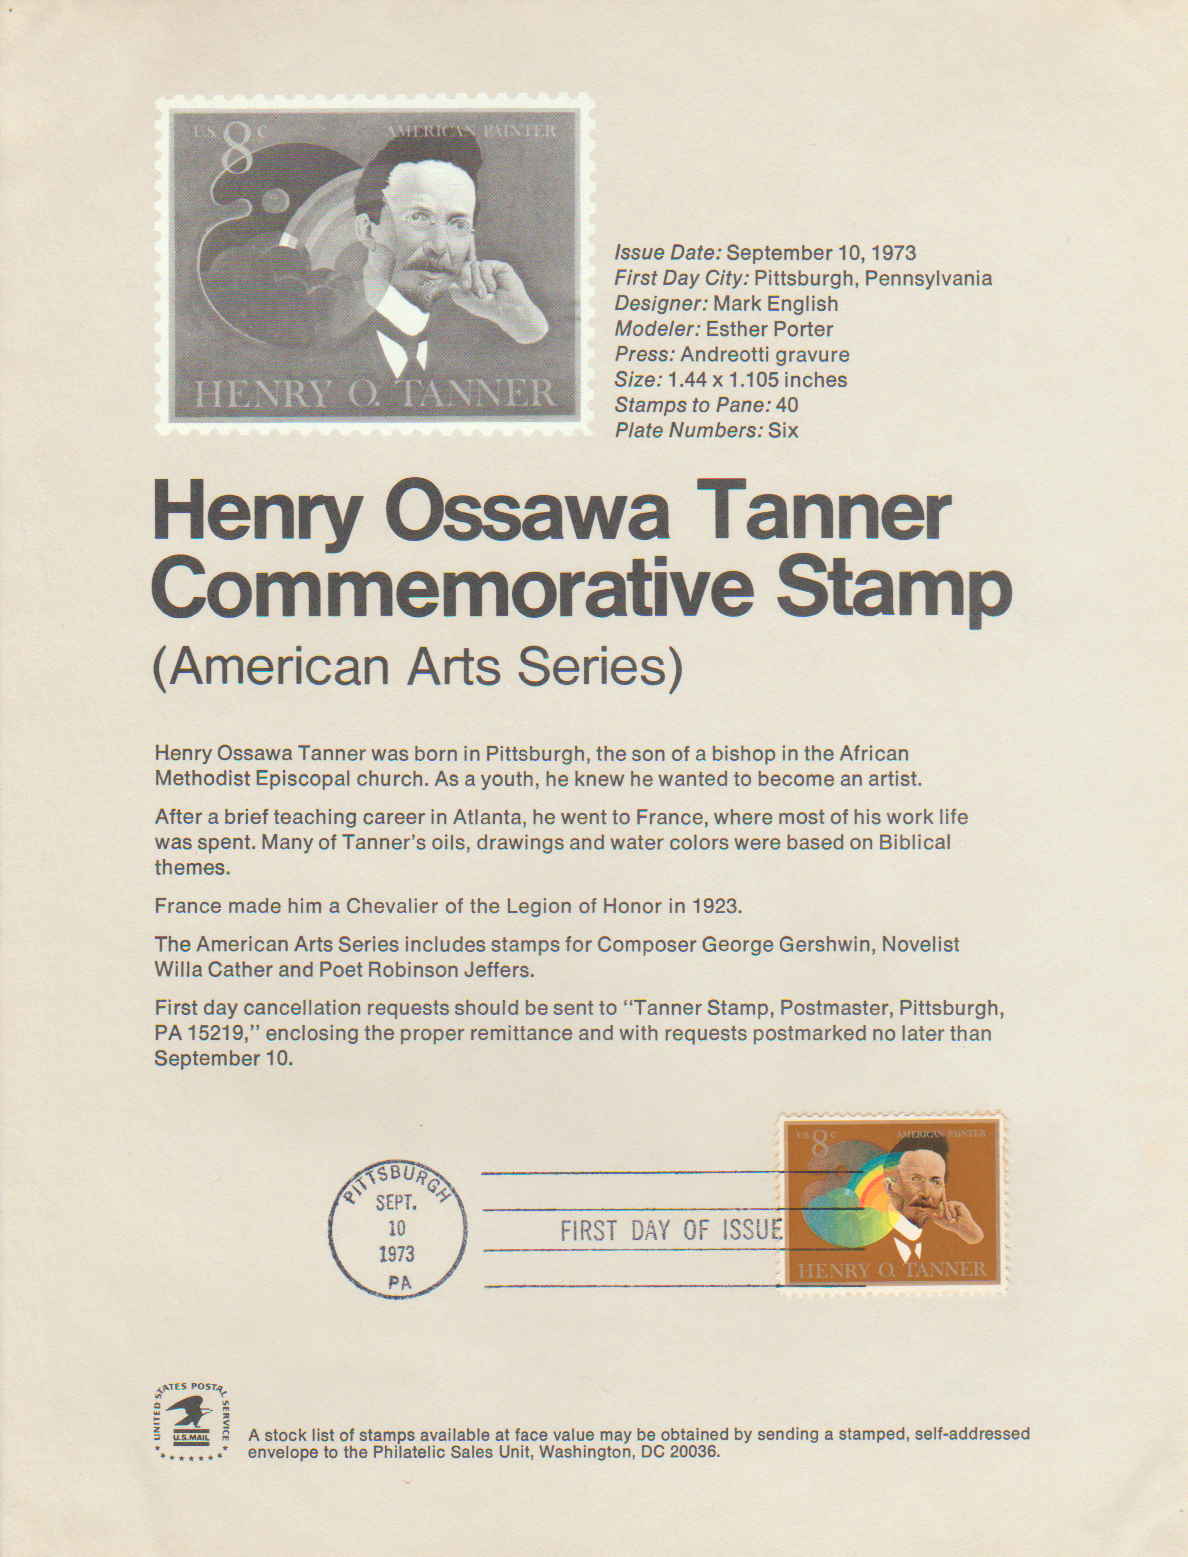 US 8c
AMERICAN PAINTER
HENRY O. TANNER
Issue Date: September 10, 1973
First Day City: Pittsburgh, Pennsylvania
Designer: Mark English
Modeler: Esther Porter
Press: Andreotti gravure
Size: 1.44 x 1.105 inches
Stamps to Pane: 40
Plate Numbers: Six
Henry Ossawa Tanner
Commemorative Stamp
(American Arts Series)
Henry Ossawa Tanner was born in Pittsburgh, the son of a bishop in the African
Methodist Episcopal church. As a youth, he knew he wanted to become an artist.
After a brief teaching career in Atlanta, he went to France, where most of his work life
was spent. Many of Tanner's oils, drawings and water colors were based on Biblical
themes.
France made him a Chevalier of the Legion of Honor in 1923.
The American Arts Series includes stamps for Composer George Gershwin, Novelist
Willa Cather and Poet Robinson Jeffers.
First day cancellation requests should be sent to “Tanner Stamp, Postmaster, Pittsburgh,
PA 15219,” enclosing the proper remittance and with requests postmarked no later than
September 10.
PITTSBURGH
SEPT.
10
1973
PA
FIRST DAY OF ISSUE
US 8c
AMERICAN PAINTER
HENRY O. TANNER
UNITED STATES POSTAL SERVICE
U.S.MAIL
A stock list of stamps available at face value may be obtained by sending a stamped, self-addressed
envelope to the Philatelic Sales Unit, Washington, DC 20036.